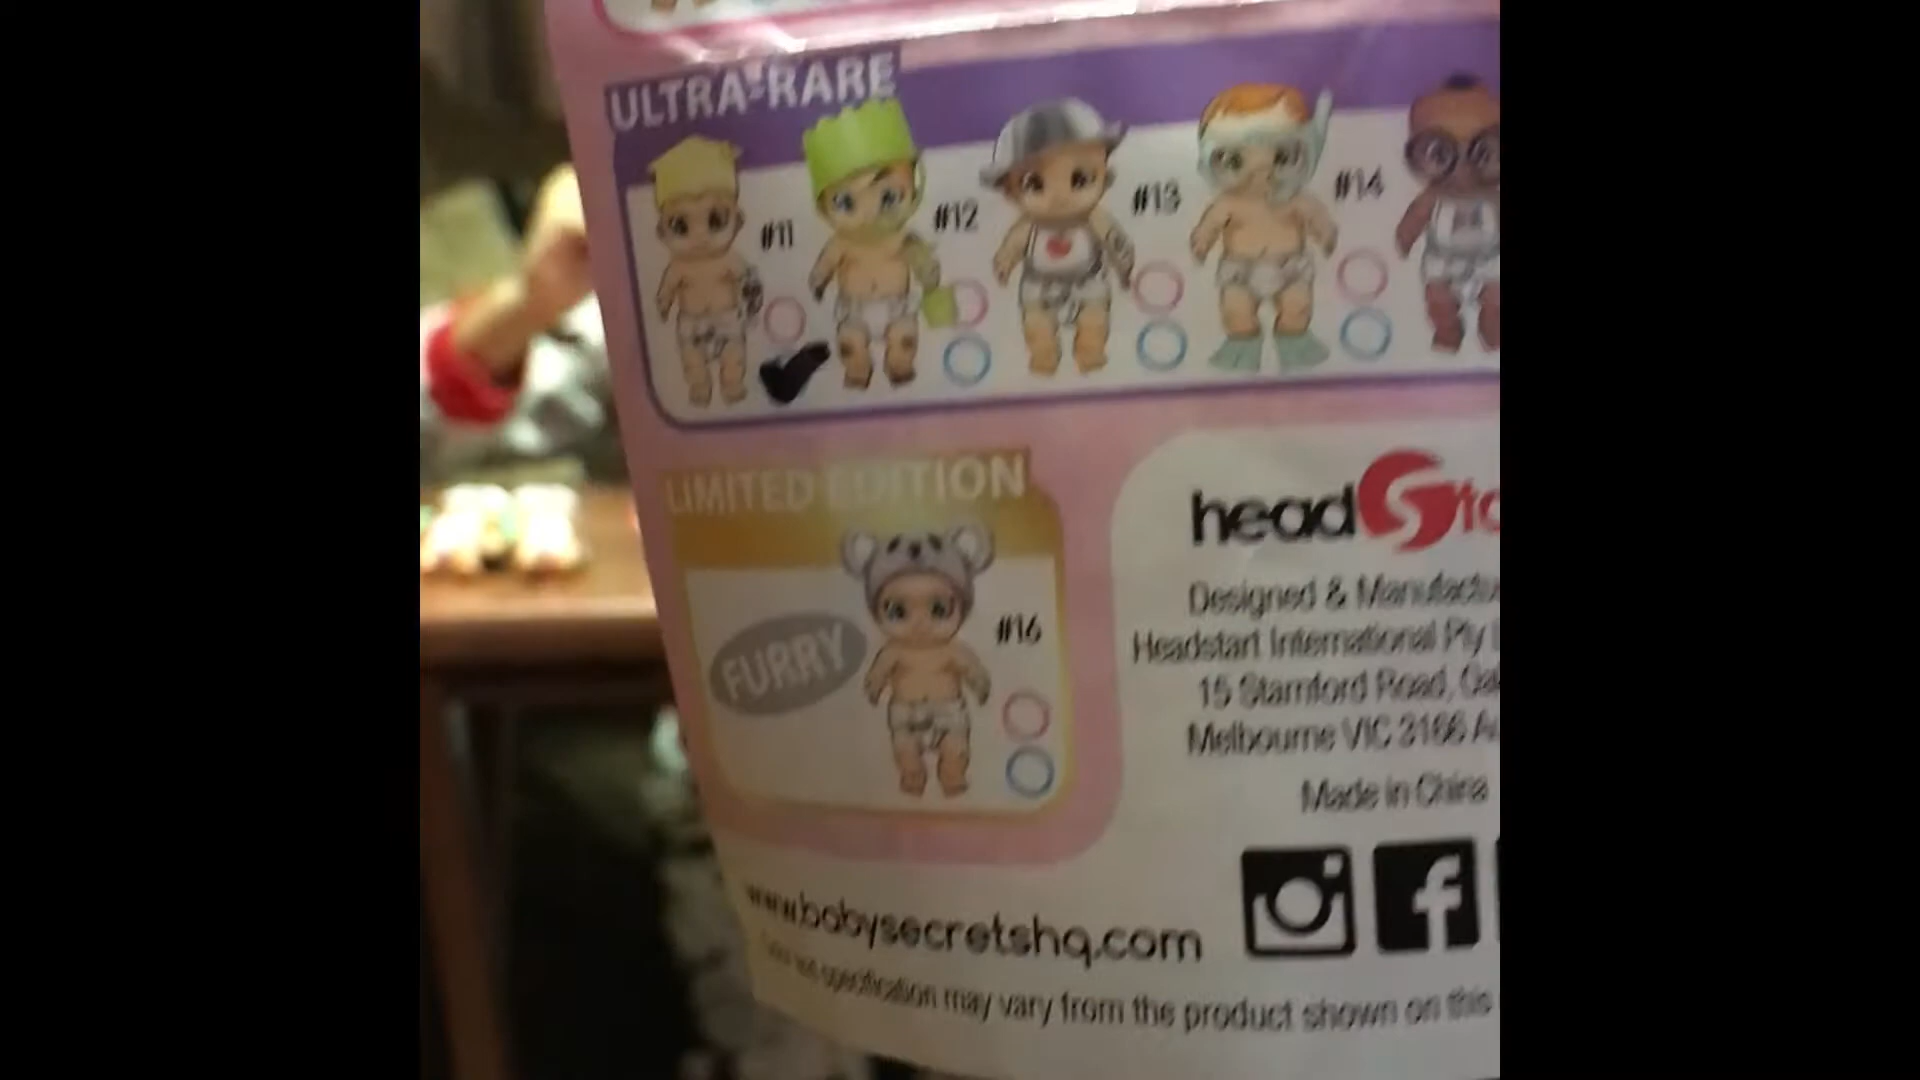 ULTRA-RARE
#11
#12
#13
#14
LIMITED EDITION
FURRY
#16
head
Designed &
Headstart International Pty
15 Stamford Road,
Melbourne VIC 3166
Made in China
www.babysecretshq.com
specification may vary from the product shown on this